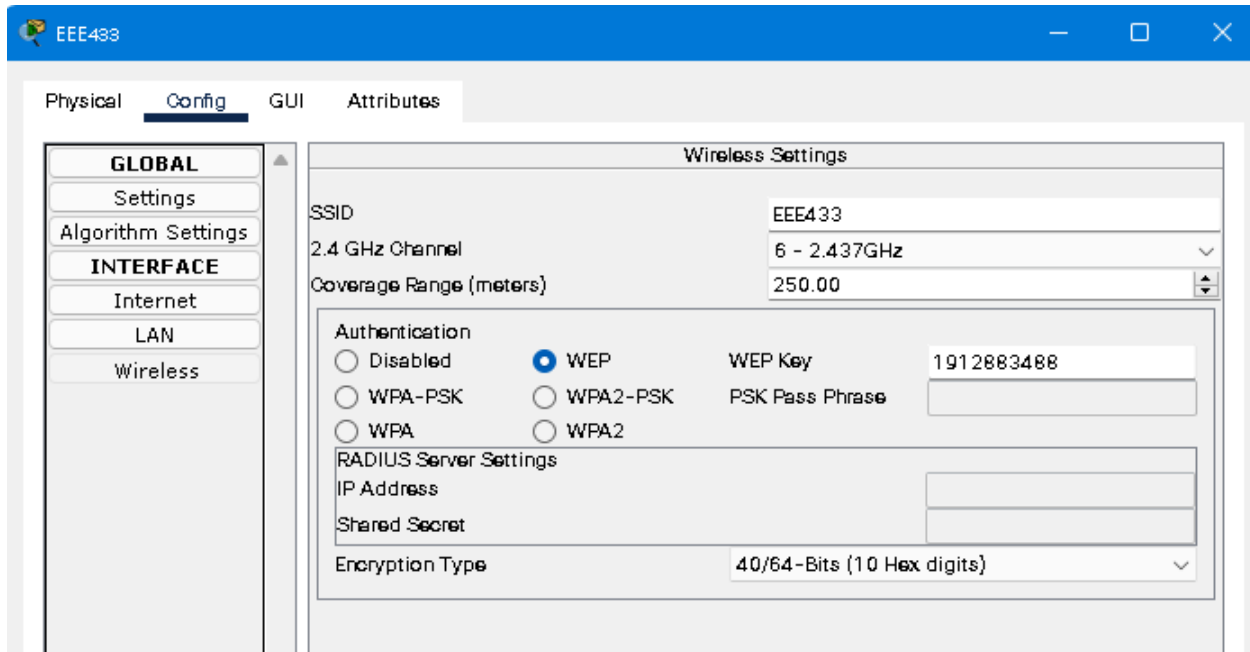 EEE433
Physical Config GUI Attributes
GLOBAL
Settings
Algorithm Settings
INTERFACE
Internet
LAN
Wireless
Wireless Settings
SSID EEE433
2.4 GHz Channel 6 - 2.437GHz
Coverage Range (meters) 250.00
Authentication
Disabled WEP WEP Key 1912883488
WPA-PSK WPA2-PSK PSK Pass Phrase
WPA WPA2
RADIUS Server Settings
IP Address
Shared Secret
Encryption Type 40/64-Bits (10 Hex digits)